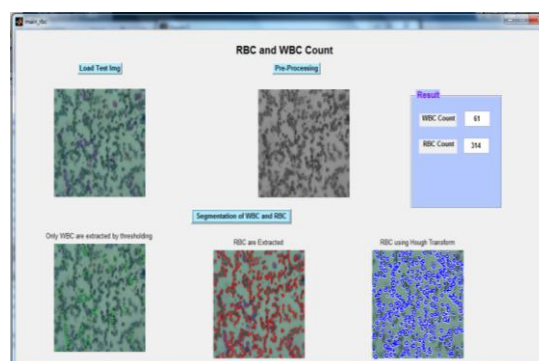 main_rbc
RBC and WBC Count
Load Test Img
Pre-Processing
Result
WBC Count
61
RBC Count
314
Segmentation of WBC and RBC
Only WBC are extracted by thresholding
RBC are Extracted
RBC using Hough Transform